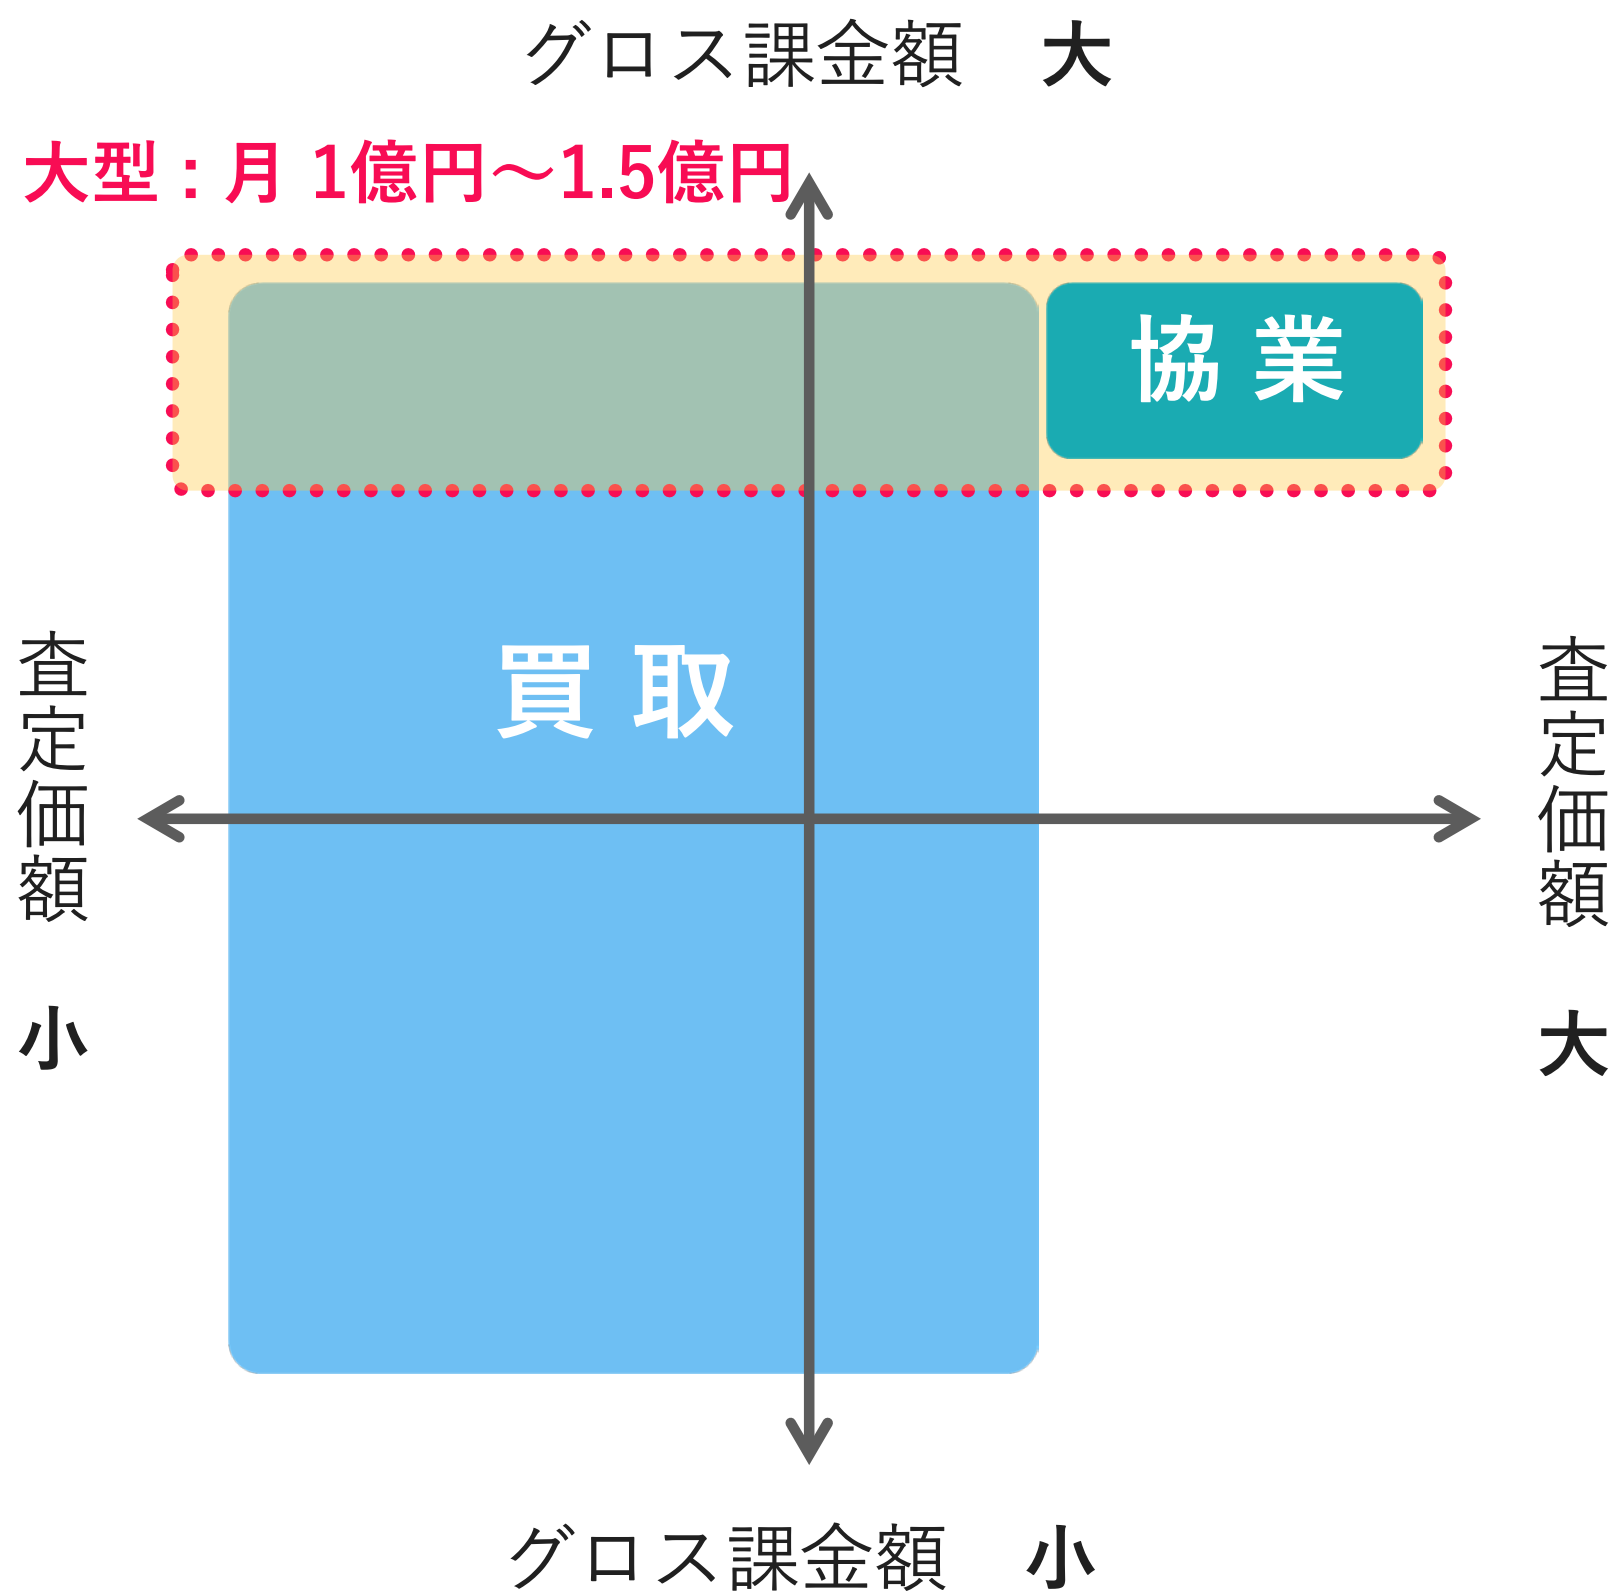 グロス課金額　大
大型：月 1億円～1.5億円
協業
買取
査定価額　小
査定価額　大
グロス課金額　小